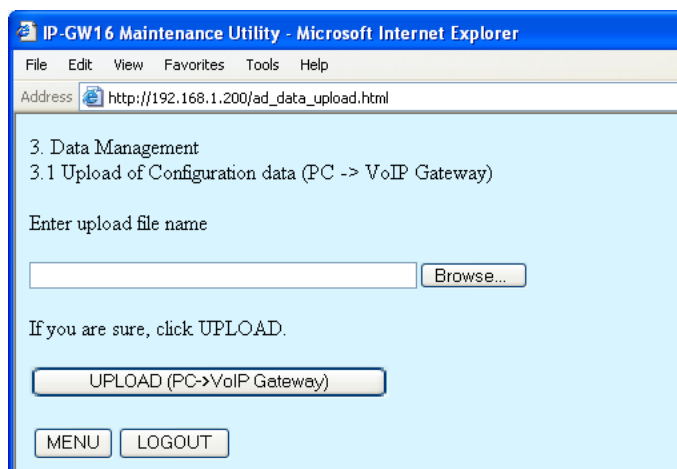 IP-GW16 Maintenance Utility - Microsoft Internet Explorer
File Edit View Favorites Tools Help
Address http://192.168.1.200/ad_data_upload.html
3. Data Management
3.1 Upload of Configuration data (PC -> VoIP Gateway)
Enter upload file name
Browse...
If you are sure, click UPLOAD.
UPLOAD (PC->VoIP Gateway)
MENU LOGOUT